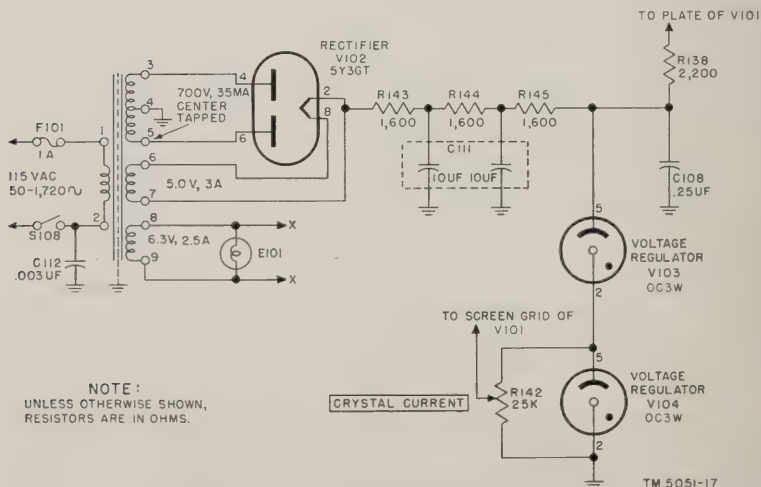 TO PLATE OF V101
R138
2,200
RECTIFIER
V102
5Y3GT
3
4
2
8
700V, 35MA
CENTER
TAPPED
4
5
6
R143
1,600
R144
1,600
R145
1,600
F101
1A
1
115 VAC
50-1,720~
2
S108
C112
.003UF
6
5.0V, 3A
7
8
6.3V, 2.5A
9
E101
X
X
C111
10UF 10UF
C108
.25UF
5
VOLTAGE
REGULATOR
V103
OC3W
2
TO SCREEN GRID OF
V101
5
R142
25K
CRYSTAL CURRENT
VOLTAGE
REGULATOR
V104
OC3W
2
NOTE:
UNLESS OTHERWISE SHOWN,
RESISTORS ARE IN OHMS.
TM 5051-17